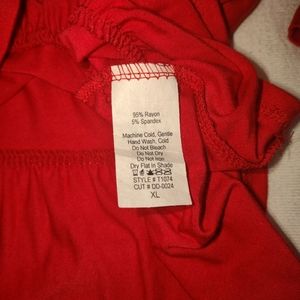 95% Rayon
5% Spandex
Machine Cold, Gentle
Hand Wash, Cold
Do Not Bleach
Do Not Dry
Do Not Iron
Dry Flat In Shade
STYLE # T1074
CUT # DD-0024
XL